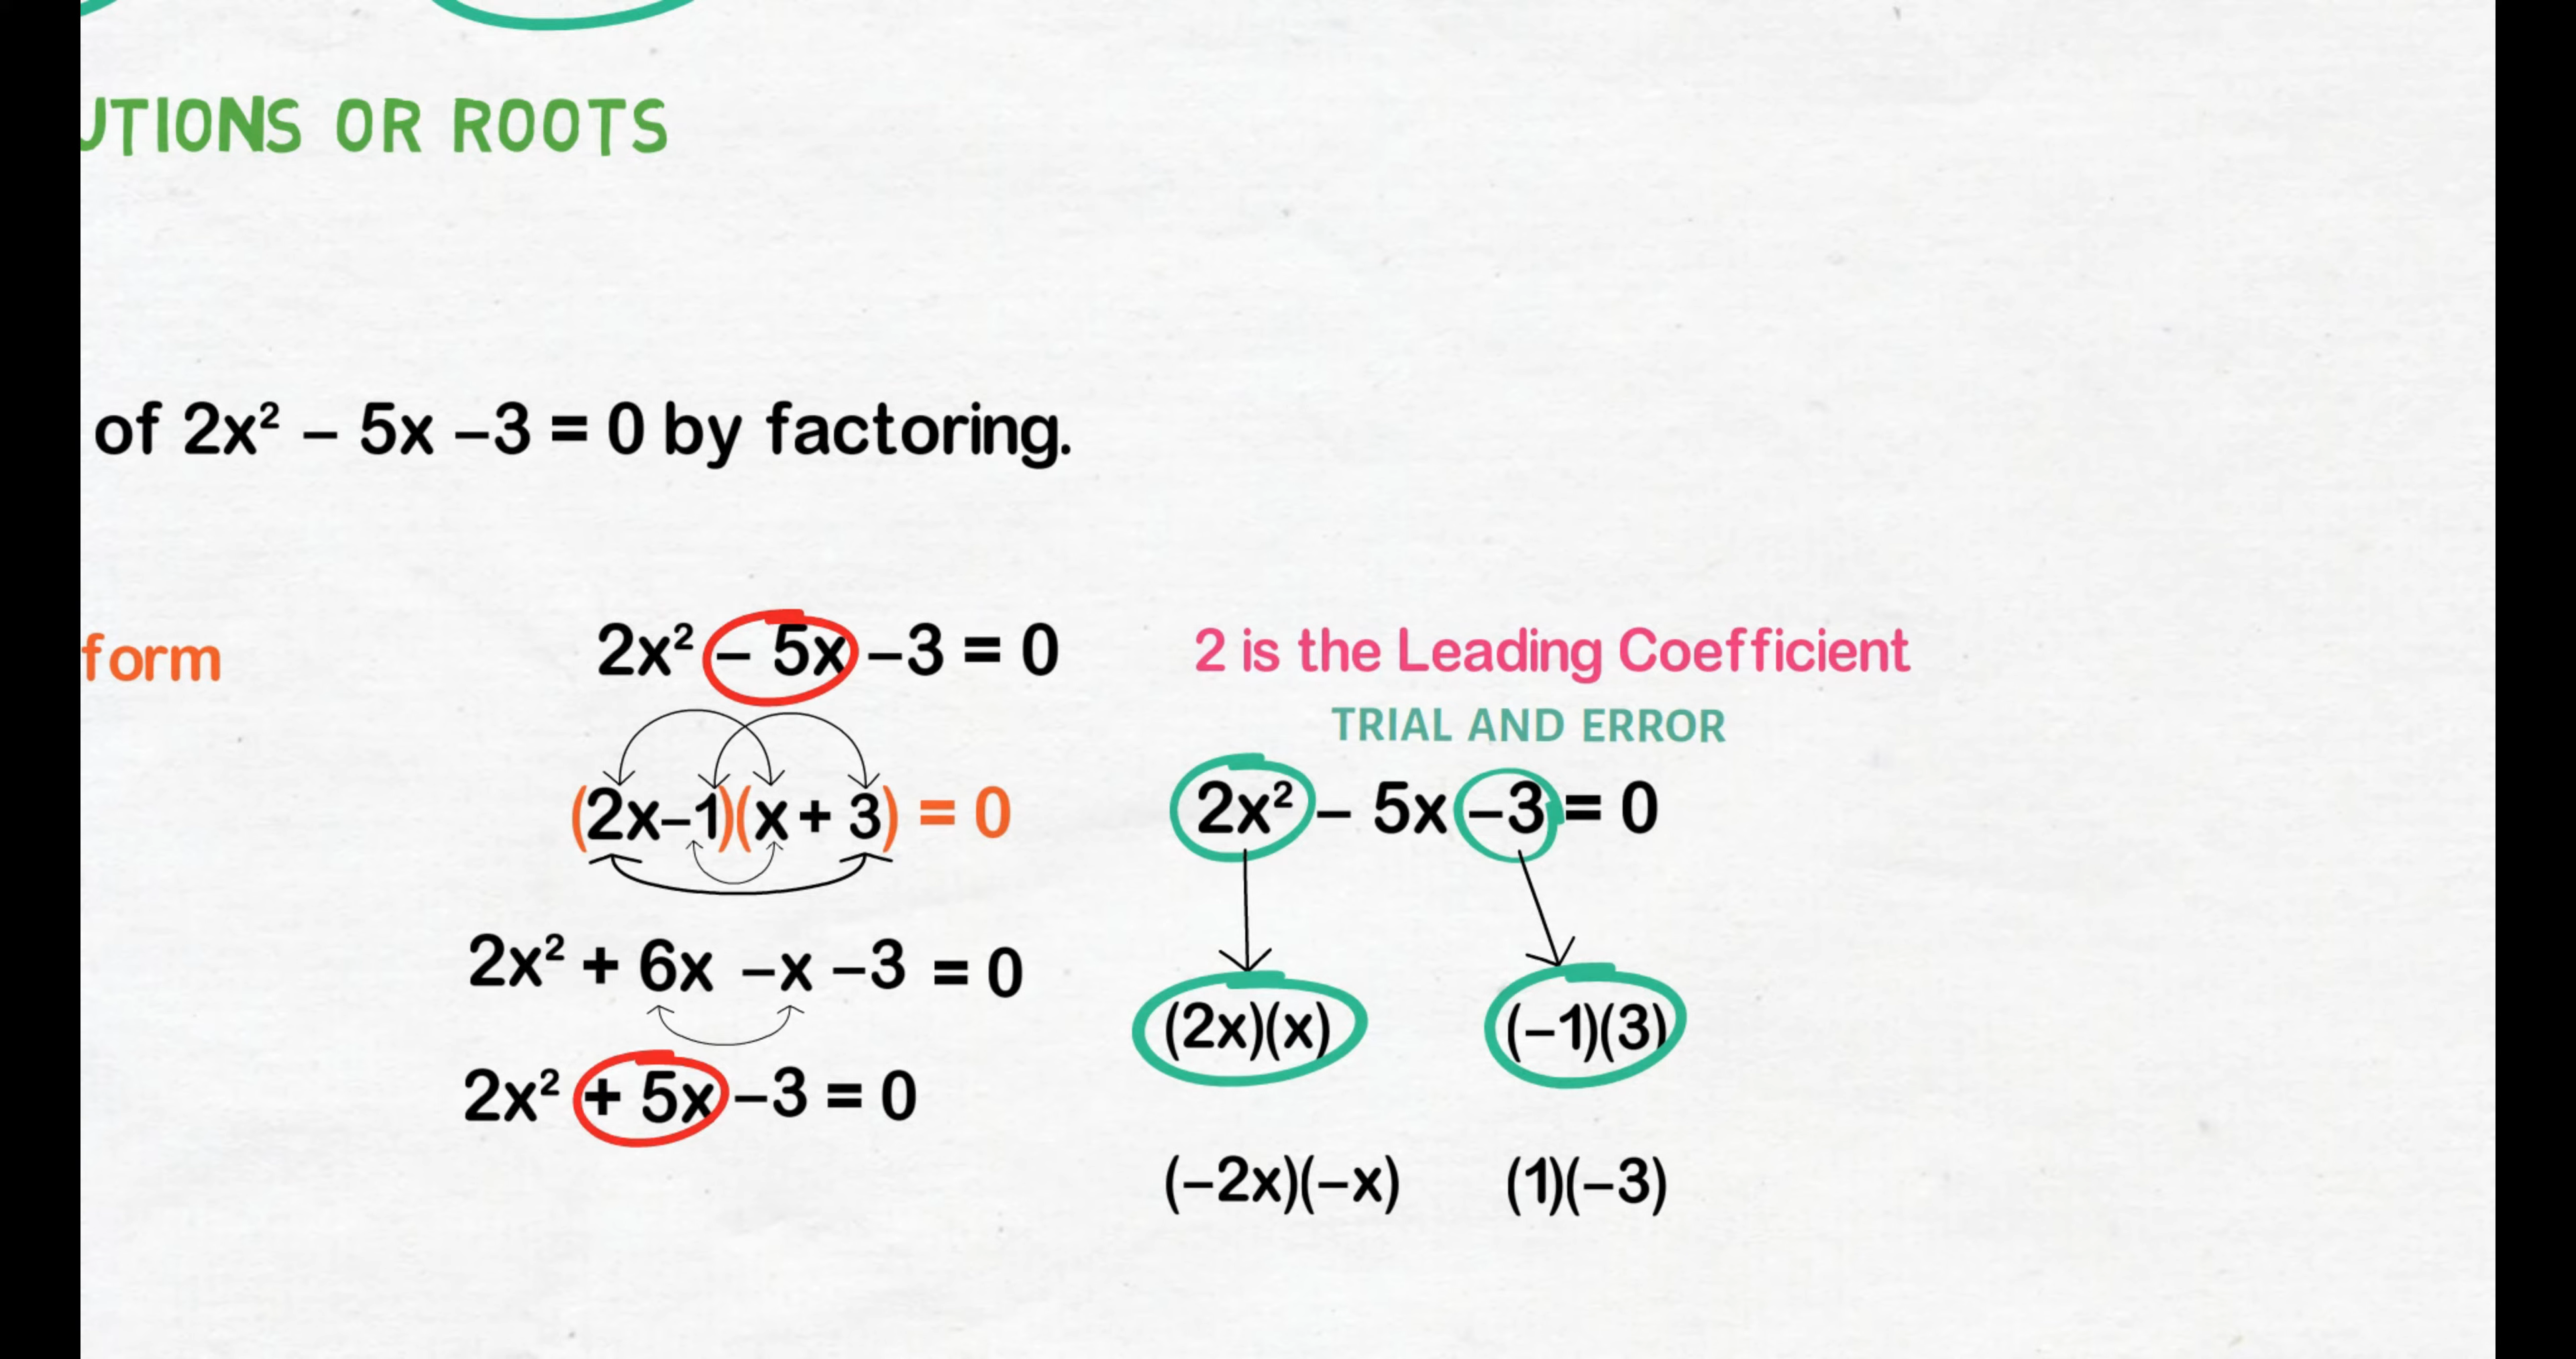 UTIONS OR ROOTS
of 2x² – 5x –3 = 0 by factoring.
form
2x² – 5x –3 = 0
(2x–1)(x + 3) = 0
2x² + 6x –x –3 = 0
2x² + 5x –3 = 0
2 is the Leading Coefficient
TRIAL AND ERROR
2x² – 5x –3 = 0
(2x)(x) (–1)(3)
(–2x)(–x) (1)(–3)